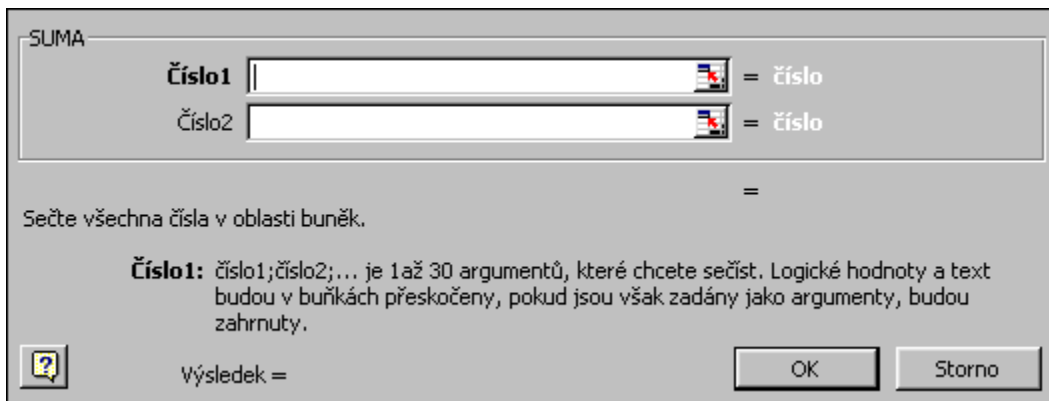 SUMA
Číslo1 = číslo
Číslo2 = číslo
=
Sečte všechna čísla v oblasti buněk.
Číslo1: číslo1;číslo2;... je 1až 30 argumentů, které chcete sečíst. Logické hodnoty a text
budou v buňkách přeskočeny, pokud jsou však zadány jako argumenty, budou
zahrnuty.
Výsledek =
OK
Storno